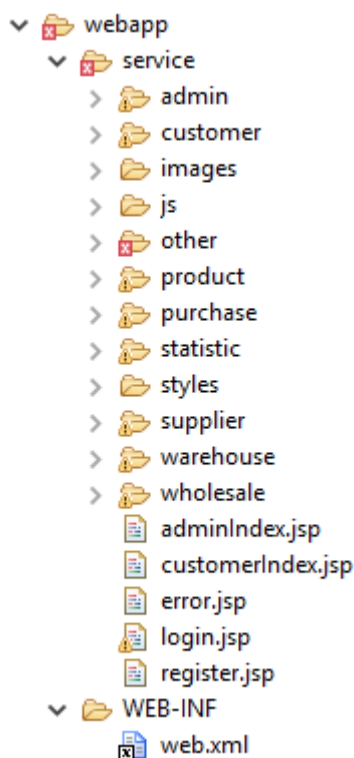 webapp
service
admin
customer
images
js
other
product
purchase
statistic
styles
supplier
warehouse
wholesale
adminIndex.jsp
customerIndex.jsp
error.jsp
login.jsp
register.jsp
WEB-INF
web.xml